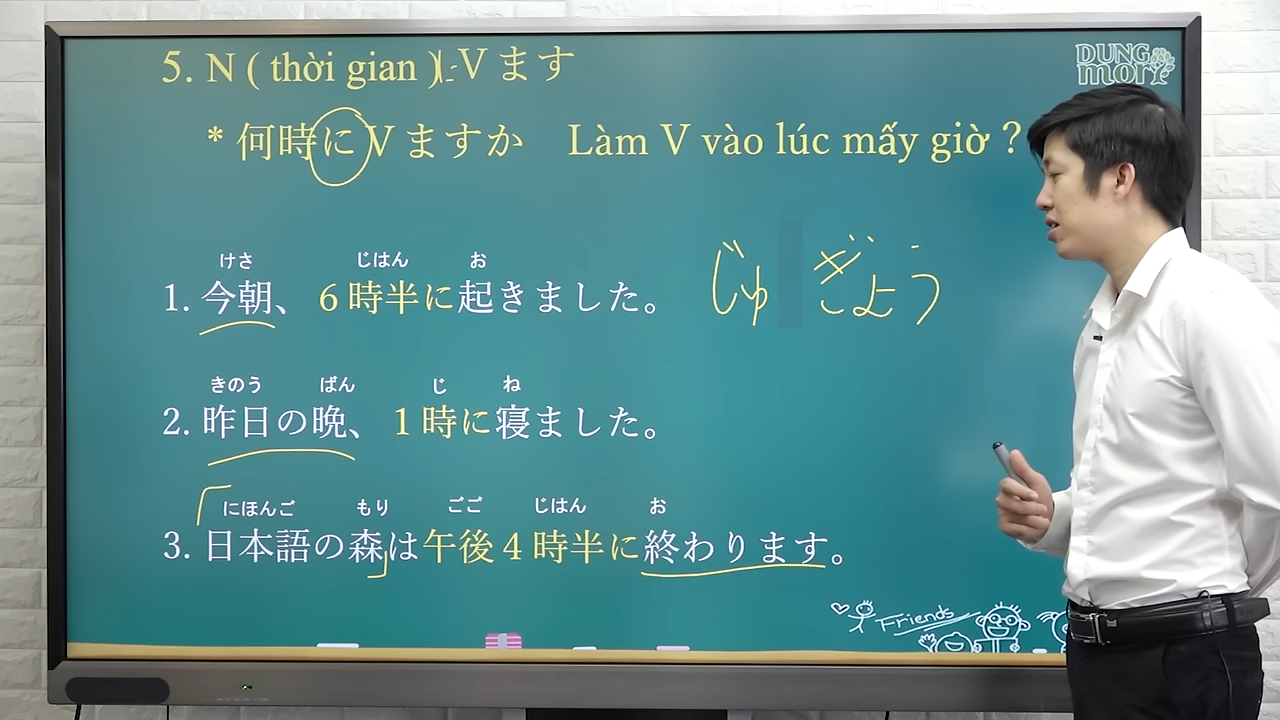 5. N ( thời gian ) に V ます
DUNG
mori
* 何時に V ますか Làm V vào lúc mấy giờ ?
けさ じはん お
1. 今朝、 6 時半に起きました。
じゅ ぎょう
きのう ばん じ ね
2. 昨日の晩、 1 時に寝ました。
にほんご もり ごご じはん お
3. 「日本語の森」は午後 4 時半に終わります。
Friends